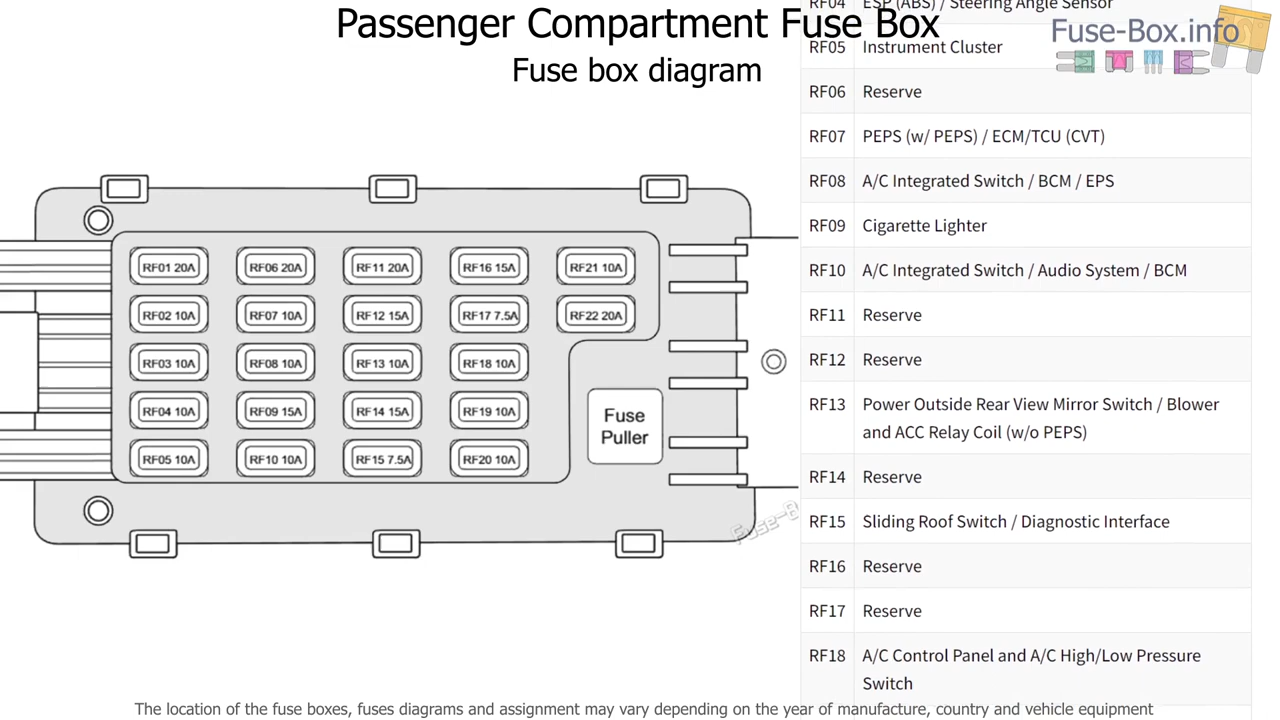 Passenger Compartment Fuse Box
Fuse box diagram
Fuse-Box.info
RF01 20A
RF06 20A
RF11 20A
RF16 15A
RF21 10A
RF02 10A
RF07 10A
RF12 15A
RF17 7.5A
RF22 20A
RF03 10A
RF08 10A
RF13 10A
RF18 10A
RF04 10A
RF09 15A
RF14 15A
RF19 10A
RF05 10A
RF10 10A
RF15 7.5A
RF20 10A
Fuse
Puller
Fuse-B
RF04 ESP (ABS) / Steering Angle Sensor
RF05 Instrument Cluster
RF06 Reserve
RF07 PEPS (w/ PEPS) / ECM/TCU (CVT)
RF08 A/C Integrated Switch / BCM / EPS
RF09 Cigarette Lighter
RF10 A/C Integrated Switch / Audio System / BCM
RF11 Reserve
RF12 Reserve
RF13 Power Outside Rear View Mirror Switch / Blower
and ACC Relay Coil (w/o PEPS)
RF14 Reserve
RF15 Sliding Roof Switch / Diagnostic Interface
RF16 Reserve
RF17 Reserve
RF18 A/C Control Panel and A/C High/Low Pressure
Switch
The location of the fuse boxes, fuses diagrams and assignment may vary depending on the year of manufacture, country and vehicle equipment